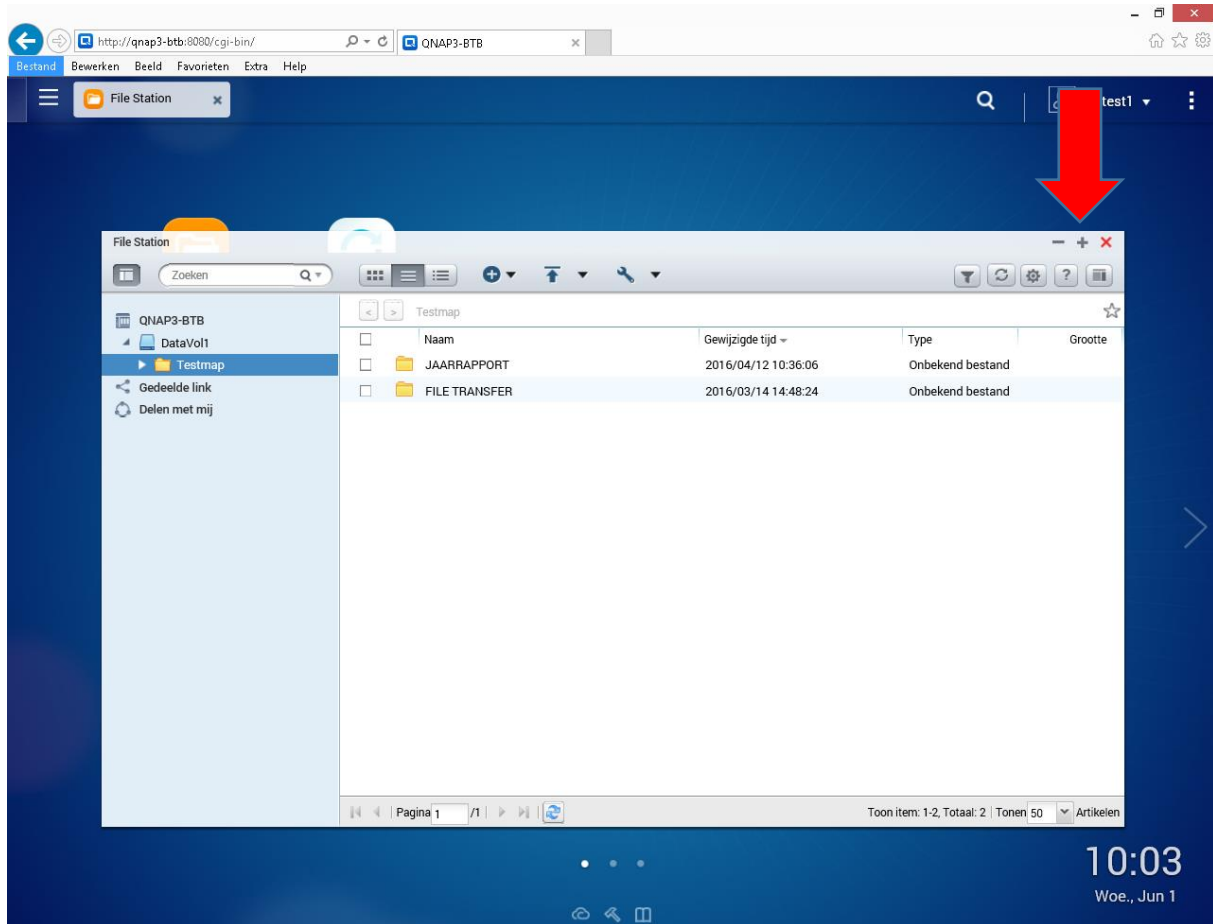 http://qnap3-btb:8080/cgi-bin/ QNAP3-BTB
Bestand Bewerken Beeld Favorieten Extra Help
File Station test1
File Station
Zoeken
QNAP3-BTB
DataVol1
Testmap
Gedeelde link
Delen met mij
Testmap
Naam Gewijzigde tijd Type Grootte
JAARRAPPORT 2016/04/12 10:36:06 Onbekend bestand
FILE TRANSFER 2016/03/14 14:48:24 Onbekend bestand
Pagina 1 /1 Toon item: 1-2, Totaal: 2 Tonen 50 Artikelen
10:03
Woe., Jun 1